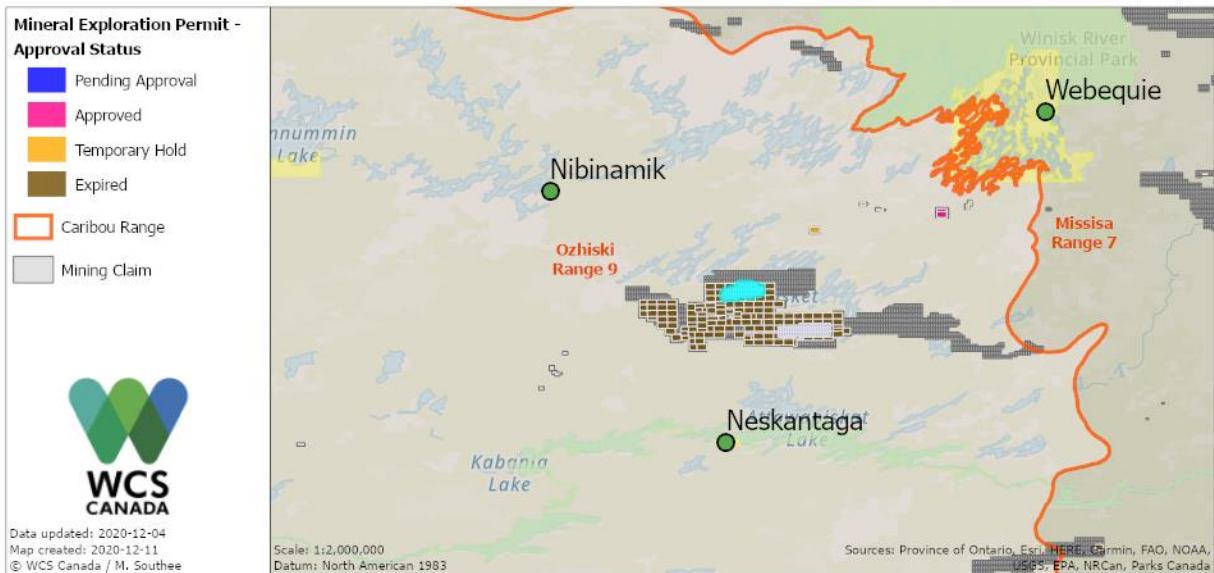 Mineral Exploration Permit -
Approval Status
Pending Approval
Approved
Temporary Hold
Expired
Caribou Range
Mining Claim
WCS
CANADA
Data updated: 2020-12-04
Map created: 2020-12-11
© WCS Canada / M. Southee
Winisk River
Provincial Park
Webequie
nnummin
Lake
Nibinamik
Missisa
Range 7
Ozhiski
Range 9
sket
Neskantaga
Attawapiskat
Lake
Kabania
Lake
Scale: 1:2,000,000
Datum: North American 1983
Sources: Province of Ontario, Esri, HERE, Garmin, FAO, NOAA,
USGS, EPA, NRCan, Parks Canada